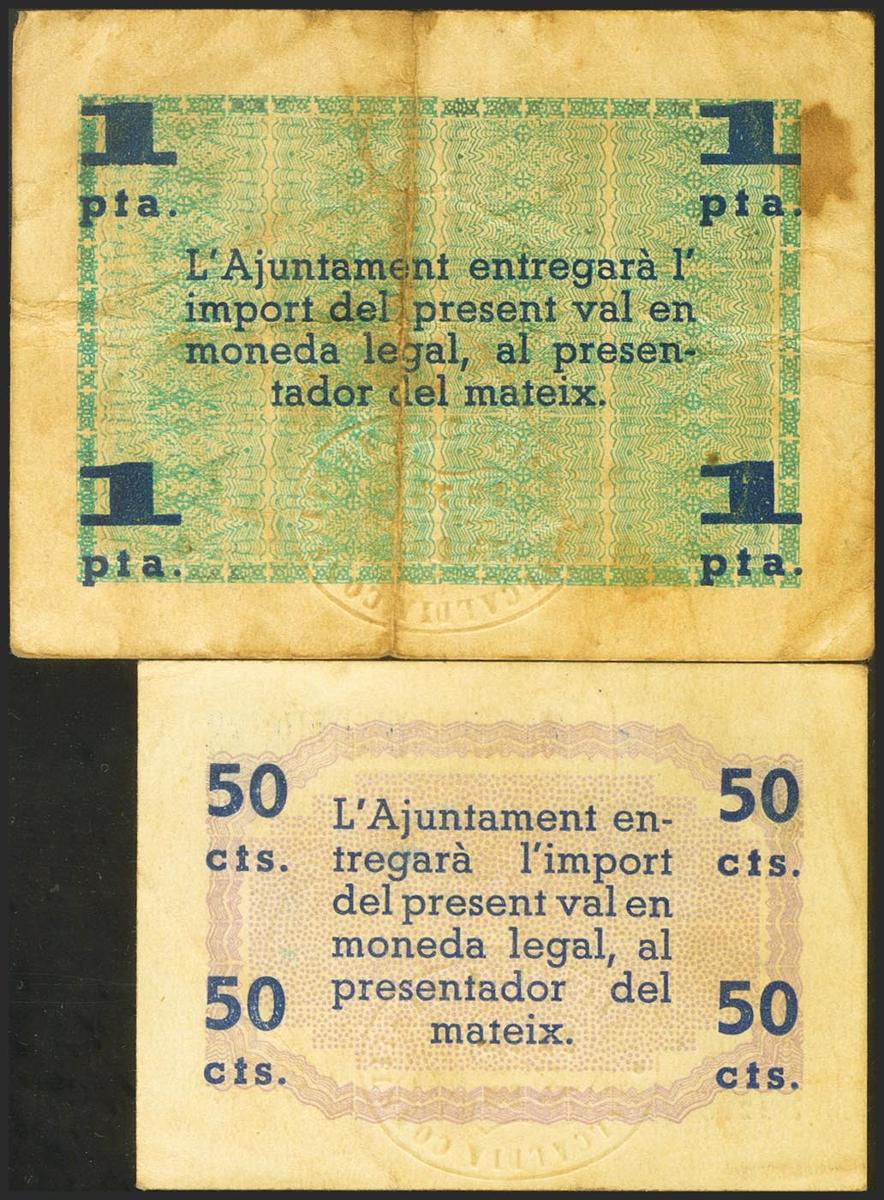 1 1
pta. pta.
L'Ajuntament entregarà l'
import del present val en
moneda legal, al presen-
tador del mateix.
1 1
pta. pta.
50 50
cts. cts.
L'Ajuntament en-
tregarà l'import
del present val en
moneda legal, al
presentador del
mateix.
50 50
cts. cts.